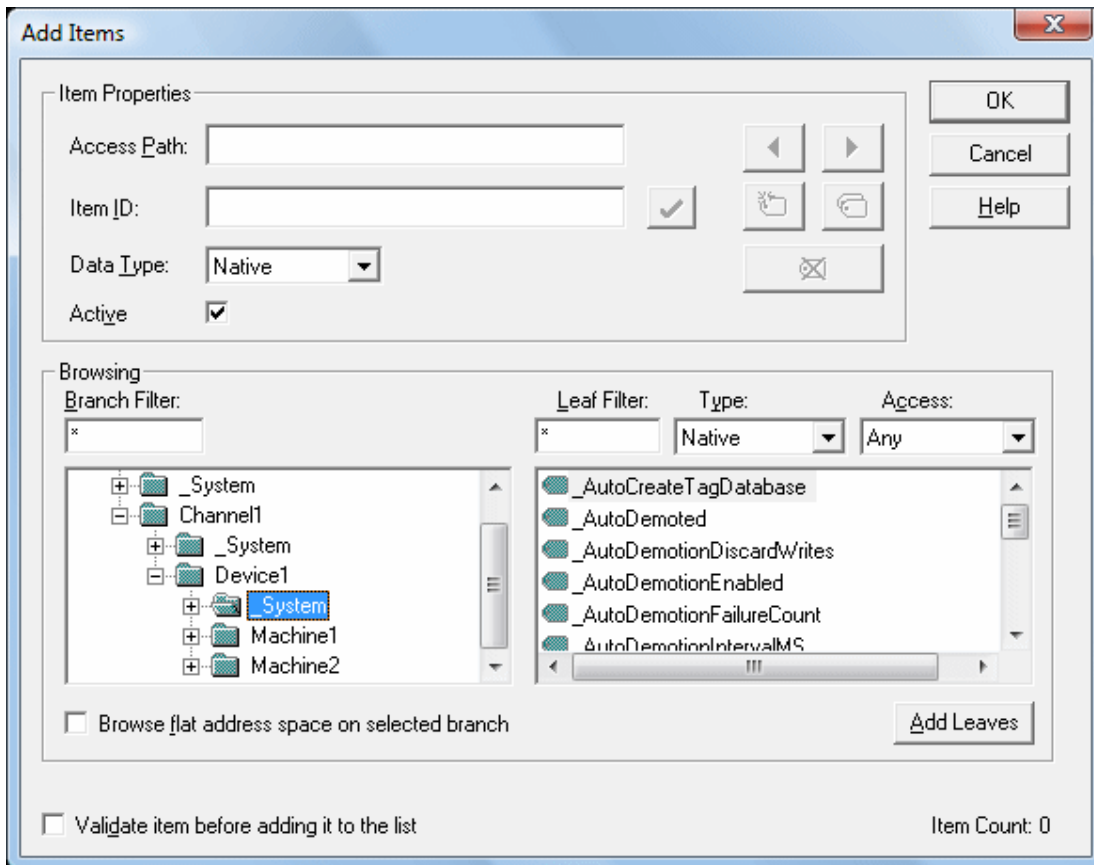 Add Items
Item Properties
Access Path:
Item ID:
Data Type: Native
Active
OK
Cancel
Help
Browsing
Branch Filter:
*
Leaf Filter: Type: Access:
* Native Any
_System
Channel1
_System
Device1
_System
Machine1
Machine2
_AutoCreateTagDatabase
_AutoDemoted
_AutoDemotionDiscardWrites
_AutoDemotionEnabled
_AutoDemotionFailureCount
_AutoDemotionIntervalMS
Browse flat address space on selected branch
Add Leaves
Validate item before adding it to the list
Item Count: 0